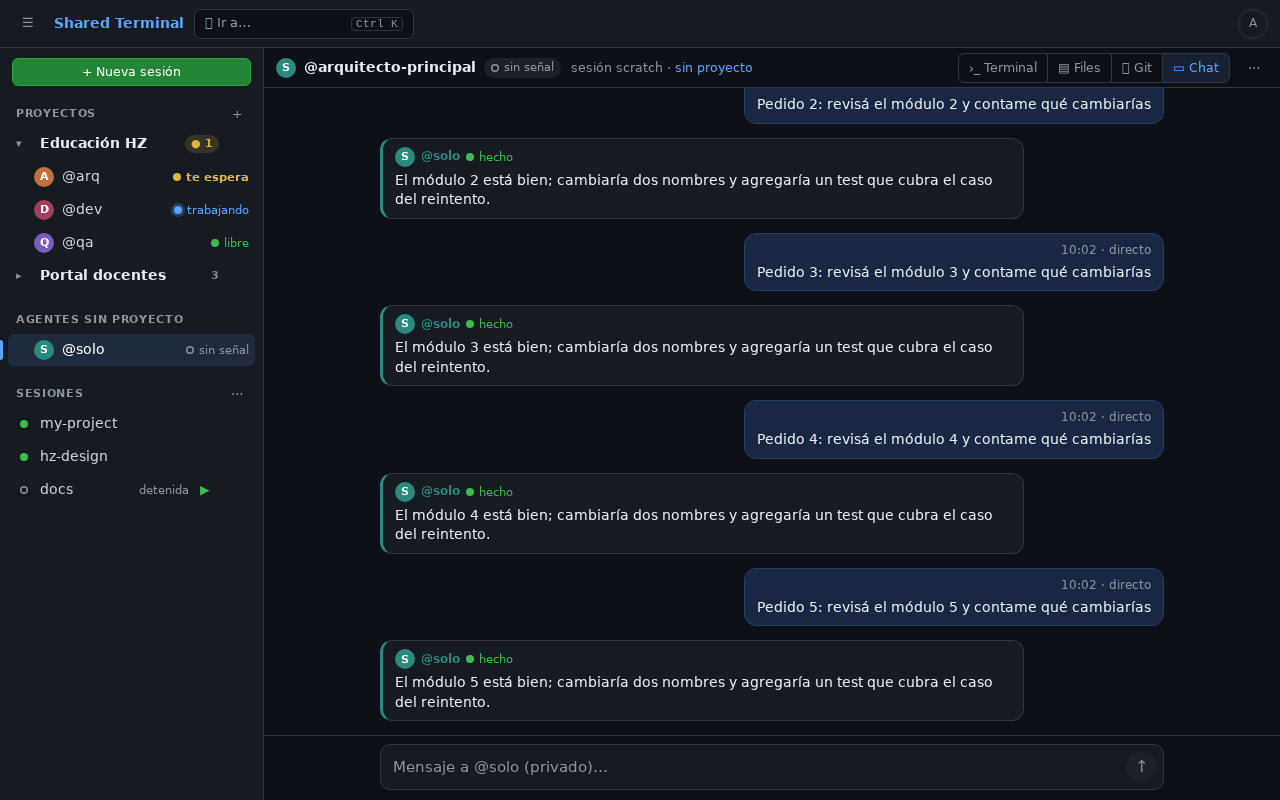 Shared Terminal
Ir a...
Ctrl K
A
+ Nueva sesión
PROYECTOS +
Educación HZ 1
A @arq te espera
D @dev trabajando
Q @qa libre
Portal docentes 3
AGENTES SIN PROYECTO
S @solo sin señal
SESIONES ...
my-project
hz-design
docs detenida
S @arquitecto-principal sin señal sesión scratch · sin proyecto
›_ Terminal Files Git Chat ...
Pedido 2: revisá el módulo 2 y contame qué cambiarías
S @solo hecho
El módulo 2 está bien; cambiaría dos nombres y agregaría un test que cubra el caso
del reintento.
10:02 · directo
Pedido 3: revisá el módulo 3 y contame qué cambiarías
S @solo hecho
El módulo 3 está bien; cambiaría dos nombres y agregaría un test que cubra el caso
del reintento.
10:02 · directo
Pedido 4: revisá el módulo 4 y contame qué cambiarías
S @solo hecho
El módulo 4 está bien; cambiaría dos nombres y agregaría un test que cubra el caso
del reintento.
10:02 · directo
Pedido 5: revisá el módulo 5 y contame qué cambiarías
S @solo hecho
El módulo 5 está bien; cambiaría dos nombres y agregaría un test que cubra el caso
del reintento.
Mensaje a @solo (privado)...